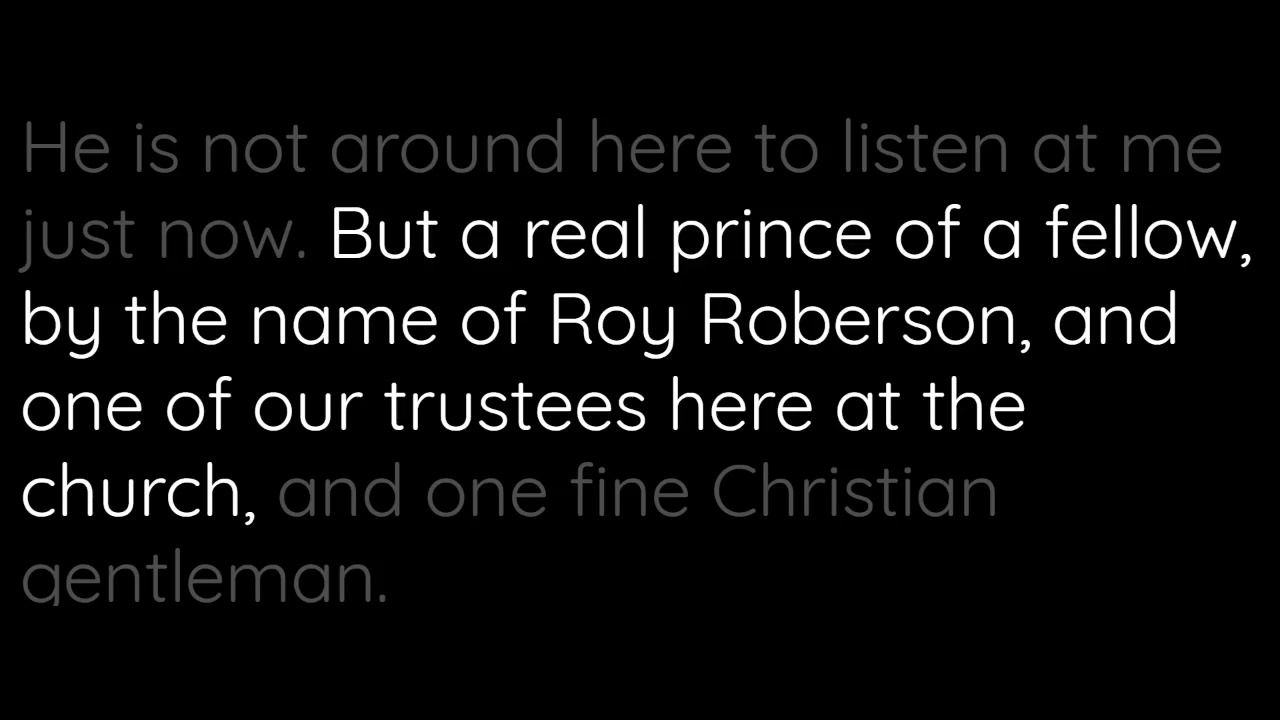 He is not around here to listen at me
just now. But a real prince of a fellow,
by the name of Roy Roberson, and
one of our trustees here at the
church, and one fine Christian
gentleman.